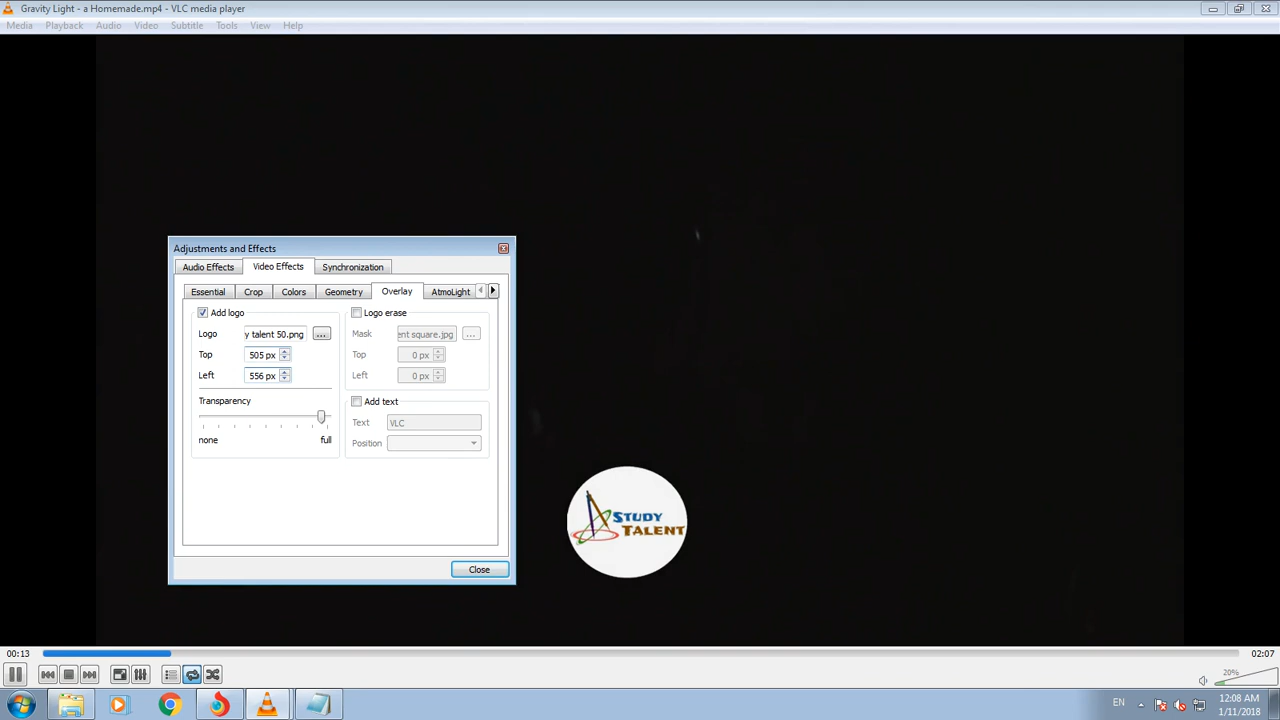 Gravity Light - a Homemade.mp4 - VLC media player
Media Playback Audio Video Subtitle Tools View Help
Adjustments and Effects
Audio Effects Video Effects Synchronization
Essential Crop Colors Geometry Overlay AtmoLight
Add logo Logo erase
Logo y talent 50.png ... Mask ent square.jpg ...
Top 505 px Top 0 px
Left 556 px Left 0 px
Transparency Add text
Text VLC
none full Position
STUDY
TALENT
Close
00:13 02:07
20%
EN 12:08 AM
1/11/2018